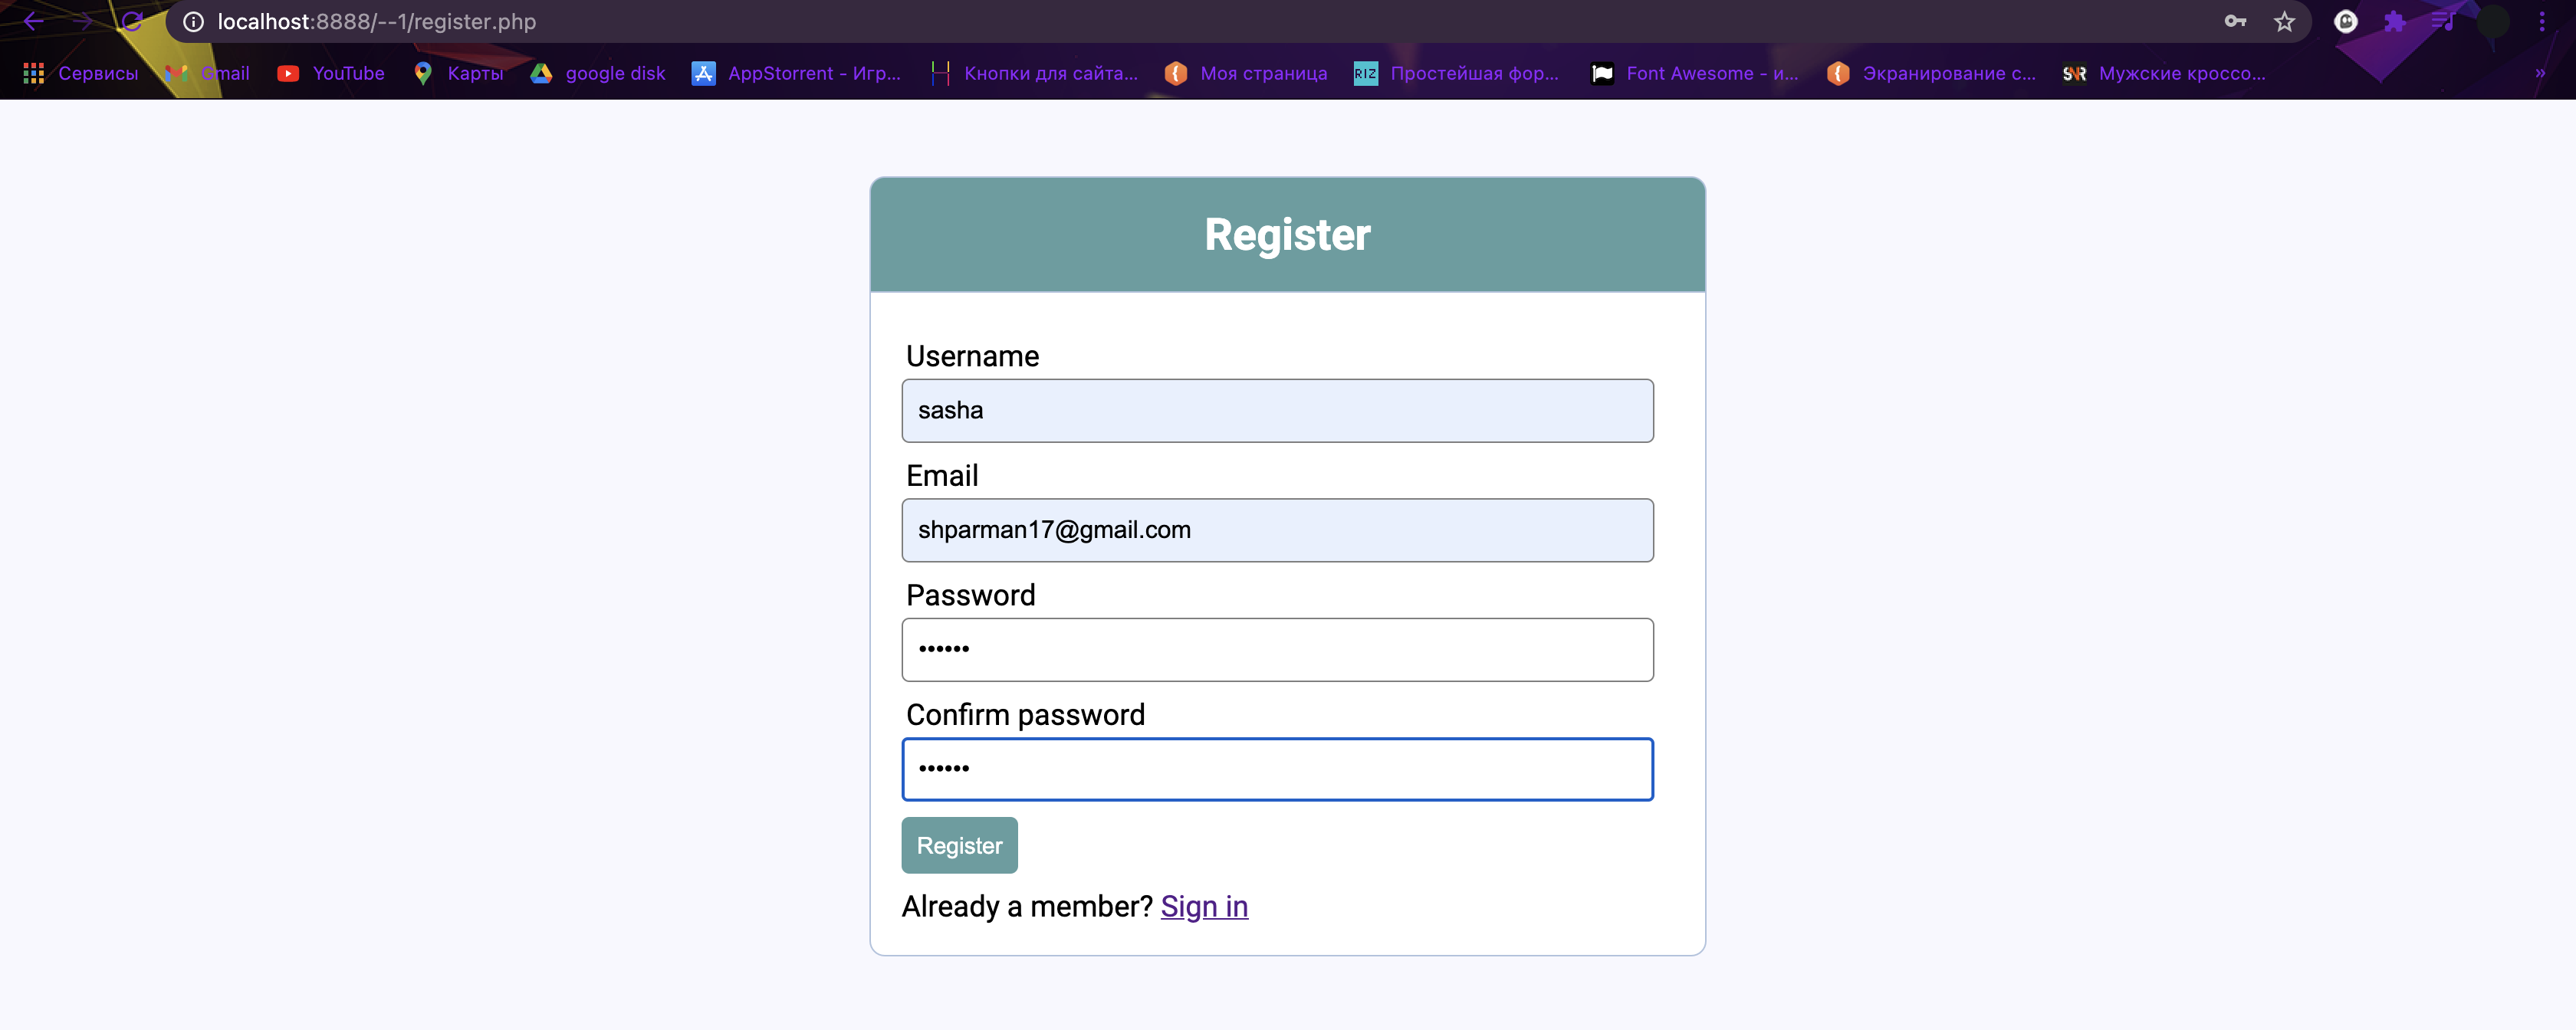 localhost:8888/--1/register.php
Сервисы Gmail YouTube Карты google disk AppStorrent - Игр... Кнопки для сайта... Моя страница RIZ Простейшая фор... Font Awesome - и... Экранирование с... SNR Мужские кроссо... »
Register
Username
sasha
Email
shparman17@gmail.com
Password
••••••
Confirm password
••••••
Register
Already a member? Sign in